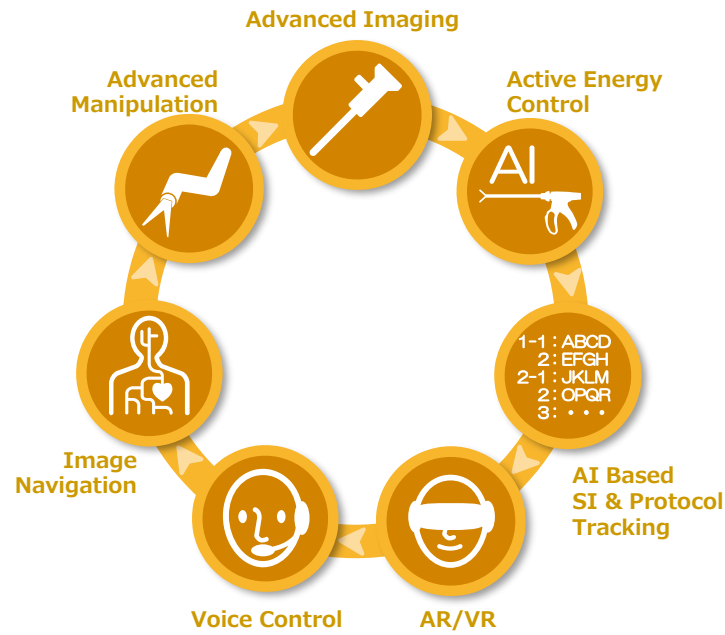 Advanced Imaging
Advanced
Manipulation
Active Energy
Control
AI
1-1 : ABCD
2 : EFGH
2-1 : JKLM
2 : OPQR
3 : ・・・
Image
Navigation
AI Based
SI & Protocol
Tracking
Voice Control
AR/VR